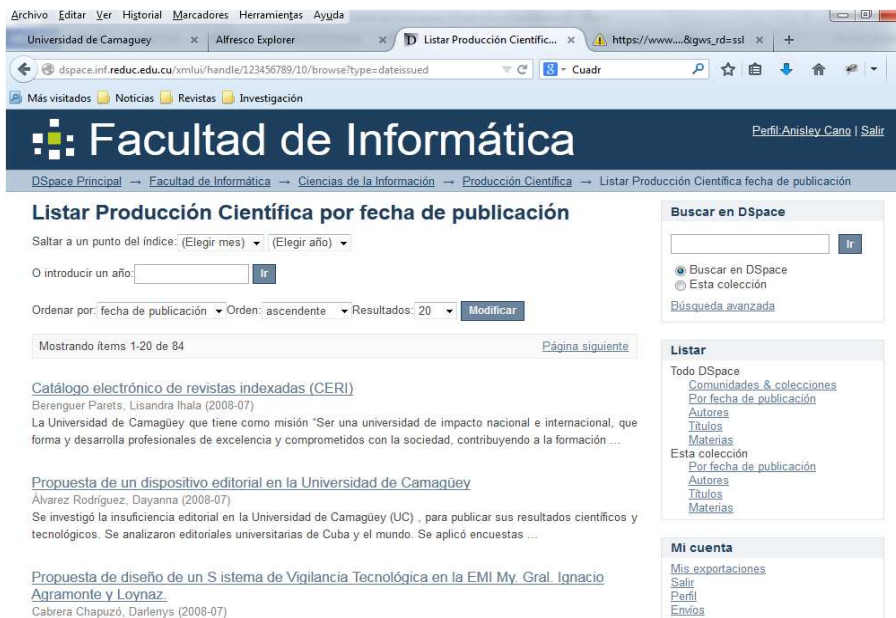 Archivo Editar Ver Historial Marcadores Herramientas Ayuda
Universidad de Camaguey × Alfresco Explorer × D Listar Producción Científic... × https://www....&gws_rd=ssl × +
dspace.inf.reduc.edu.cu/xmlui/handle/123456789/10/browse?type=dateissued 8 Cuadr
Más visitados Noticias Revistas Investigación
Facultad de Informática
Perfil:Anisley Cano | Salir
DSpace Principal → Facultad de Informática → Ciencias de la Información → Producción Científica → Listar Producción Científica fecha de publicación
Listar Producción Científica por fecha de publicación
Saltar a un punto del índice: (Elegir mes) (Elegir año)
O introducir un año: Ir
Ordenar por: fecha de publicación Orden: ascendente Resultados: 20 Modificar
Mostrando ítems 1-20 de 84 Página siguiente
Catálogo electrónico de revistas indexadas (CERI)
Berenguer Parets, Lisandra Ihala (2008-07)
La Universidad de Camagüey que tiene como misión "Ser una universidad de impacto nacional e internacional, que
forma y desarrolla profesionales de excelencia y comprometidos con la sociedad, contribuyendo a la formación ...
Propuesta de un dispositivo editorial en la Universidad de Camagüey
Álvarez Rodríguez, Dayanna (2008-07)
Se investigó la insuficiencia editorial en la Universidad de Camagüey (UC) , para publicar sus resultados científicos y
tecnológicos. Se analizaron editoriales universitarias de Cuba y el mundo. Se aplicó encuestas ...
Propuesta de diseño de un S istema de Vigilancia Tecnológica en la EMI My. Gral. Ignacio
Agramonte y Loynaz.
Cabrera Chapuzó, Darlenys (2008-07)
Buscar en DSpace
Ir
Buscar en DSpace
Esta colección
Búsqueda avanzada
Listar
Todo DSpace
Comunidades & colecciones
Por fecha de publicación
Autores
Títulos
Materias
Esta colección
Por fecha de publicación
Autores
Títulos
Materias
Mi cuenta
Mis exportaciones
Salir
Perfil
Envíos